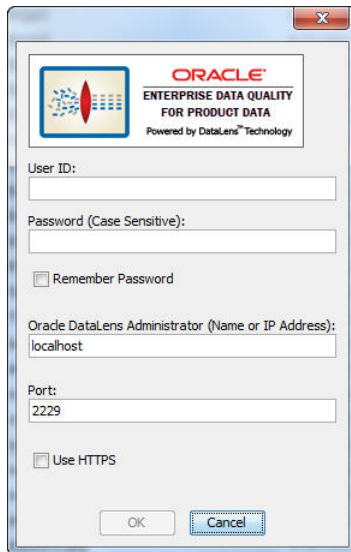 ORACLE®
ENTERPRISE DATA QUALITY
FOR PRODUCT DATA
Powered by DataLens™ Technology
User ID:
Password (Case Sensitive):
Remember Password
Oracle DataLens Administrator (Name or IP Address):
localhost
Port:
2229
Use HTTPS
OK Cancel